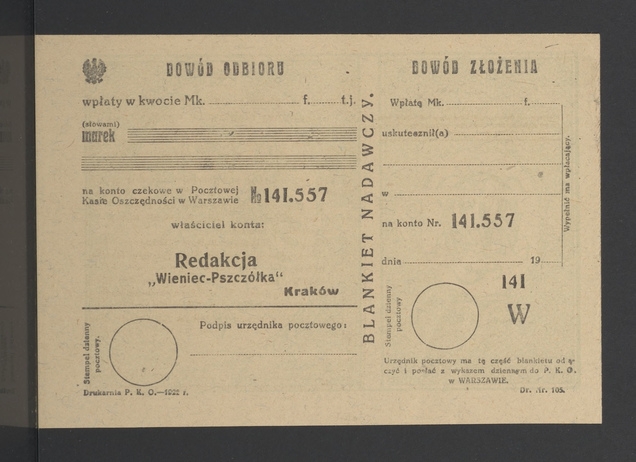 DOWÓD ODBIORU
wpłaty w kwocie Mk. f. t.j.
(słowami)
marek
na konto czekowe w Pocztowej
Kasie Oszczędności w Warszawie № 141.557
właściciel konta:
Redakcja
„Wieniec-Pszczółka“
Kraków
Stempel dzienny
pocztowy.
Podpis urzędnika pocztowego:
Drukarnia P. K. O.—1922 r.
BLANKIET NADAWCZY.
DOWÓD ZŁOŻENIA
Wpłatę Mk. f.
uskutecznił(a)
w
na konto Nr. 141.557
dnia 19
Wypełnić ma wpłacający.
141
W
Stempel dzienny
pocztowy
Urzędnik pocztowy ma tę część blankietu od ę-
czyć i posłać z wykazem dziennym do P. K. O.
w WARSZAWIE.
Dr. Nr. 105.